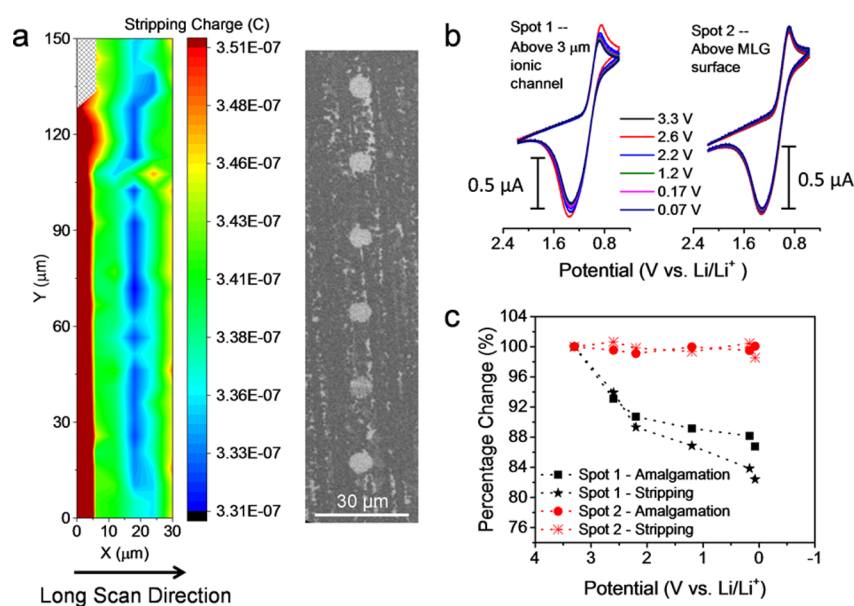 a
Stripping Charge (C)
150
120
90
60
30
0
Y (µm)
0 10 20 30
X (µm)
Long Scan Direction
3.51E-07
3.48E-07
3.46E-07
3.43E-07
3.41E-07
3.38E-07
3.36E-07
3.33E-07
3.31E-07
30 µm
b
Spot 1 --
Above 3 µm
ionic
channel
Spot 2 --
Above MLG
surface
3.3 V
2.6 V
2.2 V
1.2 V
0.17 V
0.07 V
0.5 µA
0.5 µA
2.4 1.6 0.8
2.4 1.6 0.8
Potential (V vs. Li/Li⁺)
c
Percentage Change (%)
104
100
96
92
88
84
80
76
Spot 1 - Amalgamation
Spot 1 - Stripping
Spot 2 - Amalgamation
Spot 2 - Stripping
4 3 2 1 0 -1
Potential (V vs. Li/Li⁺)